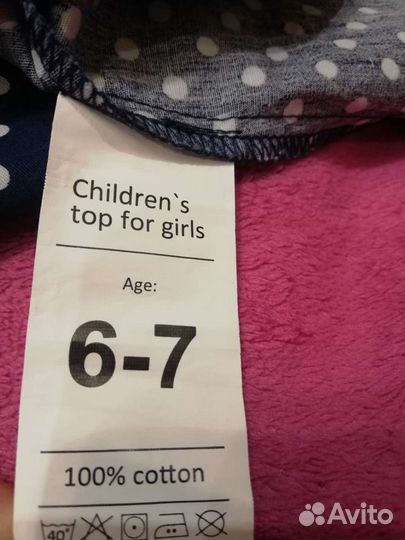 Children`s
top for girls
Age:
6-7
100% cotton
40°
Avito